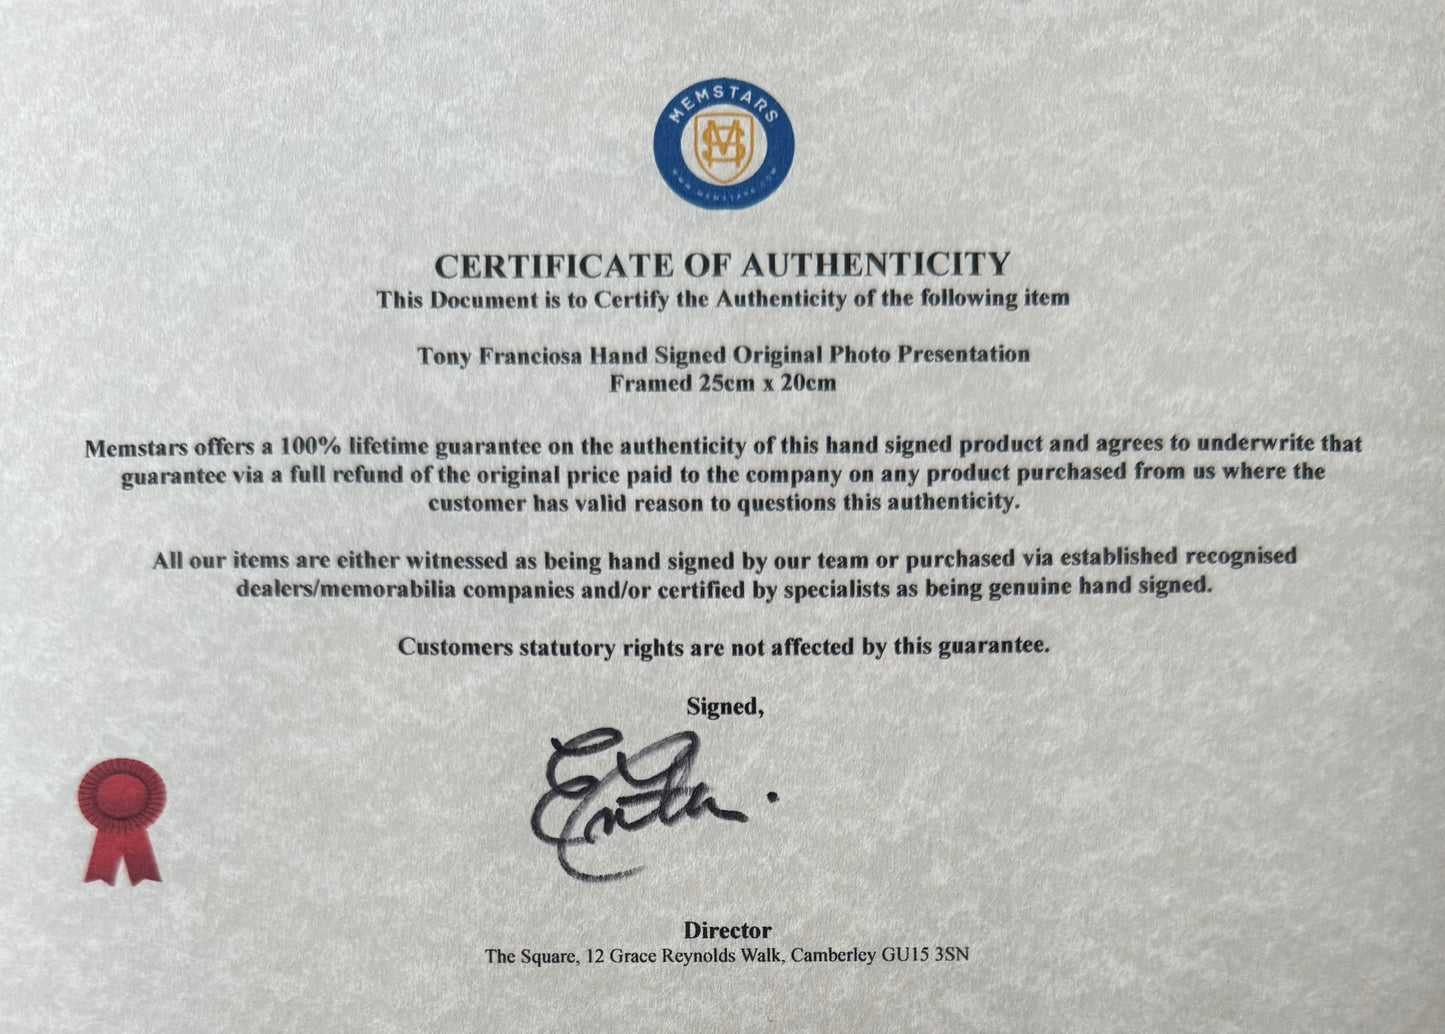 MEMSTARS
MS
WWW.MEMSTARS.COM
CERTIFICATE OF AUTHENTICITY
This Document is to Certify the Authenticity of the following item
Tony Franciosa Hand Signed Original Photo Presentation
Framed 25cm x 20cm
Memstars offers a 100% lifetime guarantee on the authenticity of this hand signed product and agrees to underwrite that
guarantee via a full refund of the original price paid to the company on any product purchased from us where the
customer has valid reason to questions this authenticity.
All our items are either witnessed as being hand signed by our team or purchased via established recognised
dealers/memorabilia companies and/or certified by specialists as being genuine hand signed.
Customers statutory rights are not affected by this guarantee.
Signed,
Director
The Square, 12 Grace Reynolds Walk, Camberley GU15 3SN